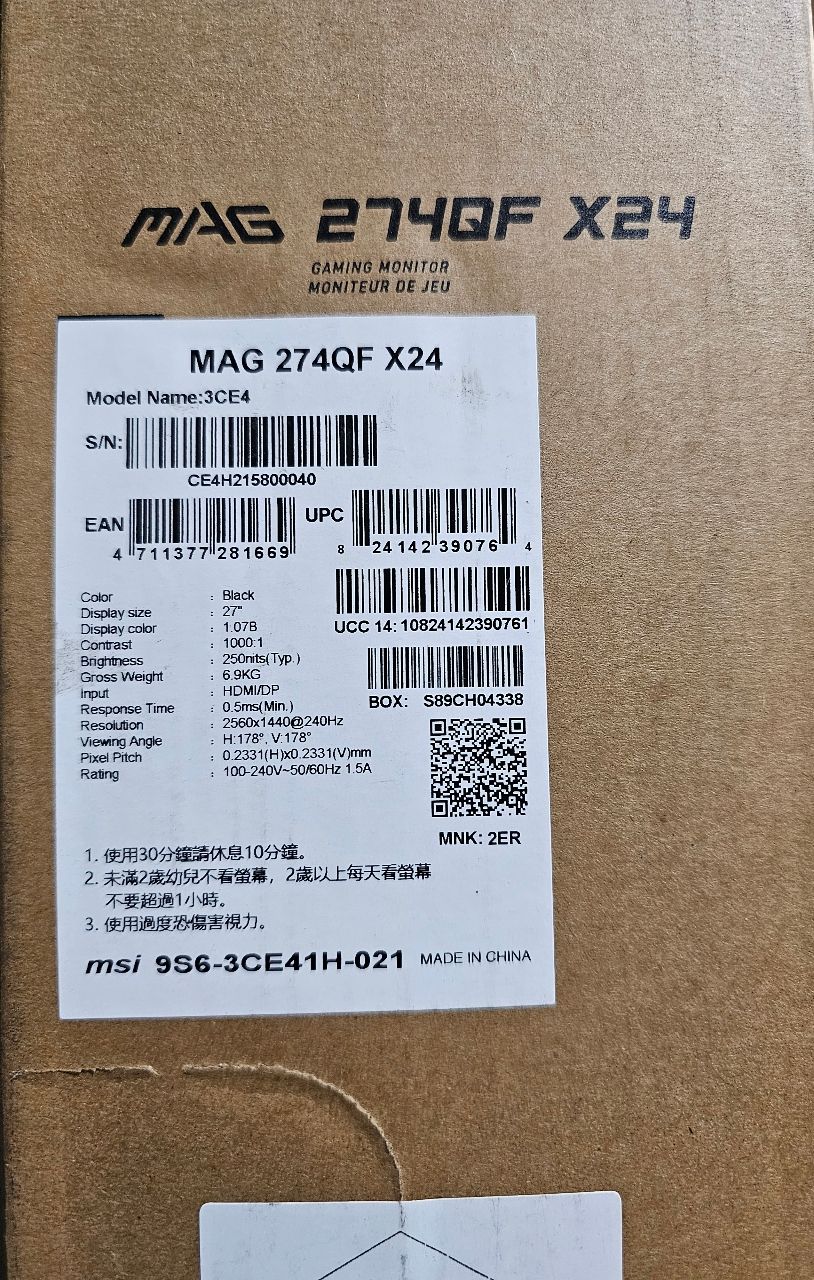 MAG 274QF X24
GAMING MONITOR
MONITEUR DE JEU
MAG 274QF X24
Model Name:3CE4
S/N:
CE4H215800040
EAN
4 711377 281669
UPC
8 24142 39076 4
UCC 14: 10824142390761
BOX: S89CH04338
MNK: 2ER
Color : Black
Display size : 27"
Display color : 1.07B
Contrast : 1000:1
Brightness : 250nits(Typ.)
Gross Weight : 6.9KG
Input : HDMI/DP
Response Time : 0.5ms(Min.)
Resolution : 2560x1440@240Hz
Viewing Angle : H:178°, V:178°
Pixel Pitch : 0.2331(H)x0.2331(V)mm
Rating : 100-240V~50/60Hz 1.5A
1. 使用30分鐘請休息10分鐘。
2. 未滿2歲幼兒不看螢幕，2歲以上每天看螢幕
不要超過1小時。
3. 使用過度恐傷害視力。
msi 9S6-3CE41H-021 MADE IN CHINA